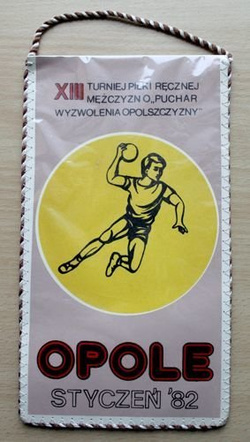 XIII TURNIEJ PIŁKI RĘCZNEJ
MĘŻCZYZN O „PUCHAR
WYZWOLENIA OPOLSZCZYZNY"
OPOLE
STYCZEŃ '82